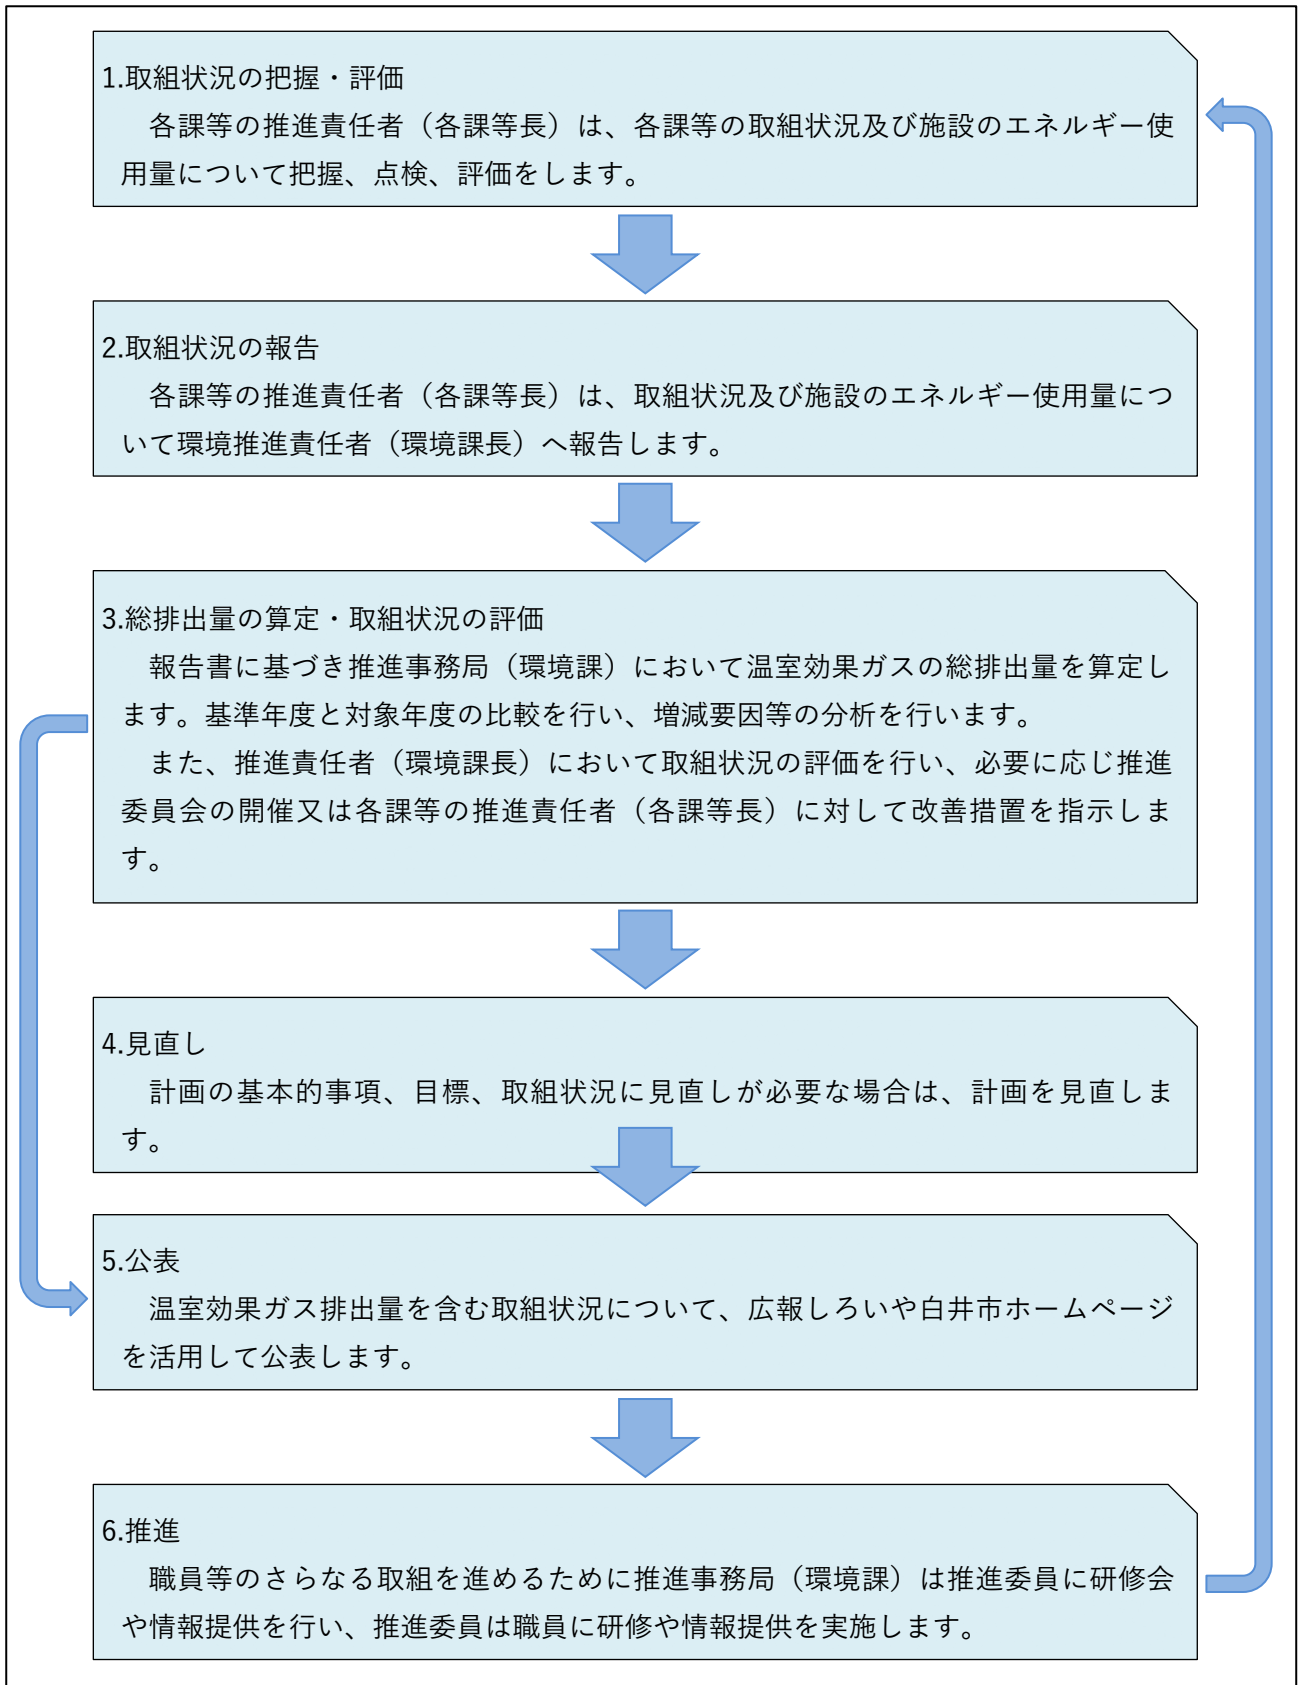 1.取組状況の把握・評価
各課等の推進責任者（各課等長）は、各課等の取組状況及び施設のエネルギー使
用量について把握、点検、評価をします。
2.取組状況の報告
各課等の推進責任者（各課等長）は、取組状況及び施設のエネルギー使用量につ
いて環境推進責任者（環境課長）へ報告します。
3.総排出量の算定・取組状況の評価
報告書に基づき推進事務局（環境課）において温室効果ガスの総排出量を算定し
ます。基準年度と対象年度の比較を行い、増減要因等の分析を行います。
また、推進責任者（環境課長）において取組状況の評価を行い、必要に応じ推進
委員会の開催又は各課等の推進責任者（各課等長）に対して改善措置を指示しま
す。
4.見直し
計画の基本的事項、目標、取組状況に見直しが必要な場合は、計画を見直しま
す。
5.公表
温室効果ガス排出量を含む取組状況について、広報しろいや白井市ホームページ
を活用して公表します。
6.推進
職員等のさらなる取組を進めるために推進事務局（環境課）は推進委員に研修会
や情報提供を行い、推進委員は職員に研修や情報提供を実施します。